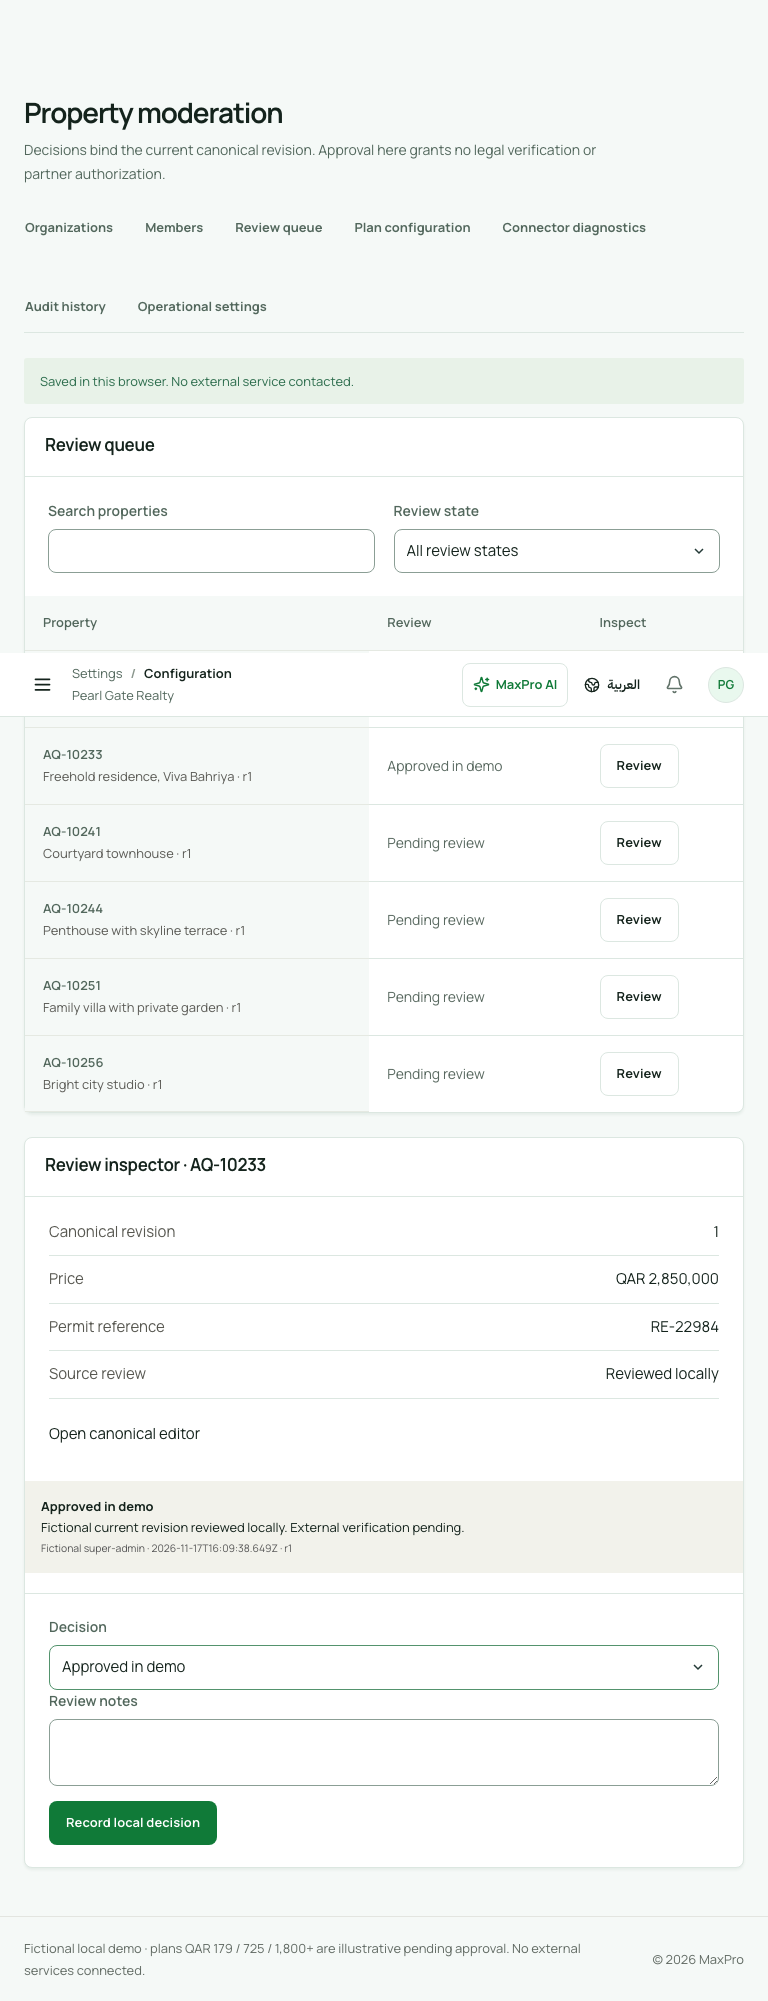 Property moderation
Decisions bind the current canonical revision. Approval here grants no legal verification or
partner authorization.
Organizations Members Review queue Plan configuration Connector diagnostics
Audit history Operational settings
Saved in this browser. No external service contacted.
Review queue
Search properties Review state
All review states
Property Review Inspect
Settings / Configuration
Pearl Gate Realty
MaxPro AI العربية PG
AQ-10233
Freehold residence, Viva Bahriya · r1
Approved in demo Review
AQ-10241
Courtyard townhouse · r1
Pending review Review
AQ-10244
Penthouse with skyline terrace · r1
Pending review Review
AQ-10251
Family villa with private garden · r1
Pending review Review
AQ-10256
Bright city studio · r1
Pending review Review
Review inspector · AQ-10233
Canonical revision 1
Price QAR 2,850,000
Permit reference RE-22984
Source review Reviewed locally
Open canonical editor
Approved in demo
Fictional current revision reviewed locally. External verification pending.
Fictional super-admin · 2026-11-17T16:09:38.649Z · r1
Decision
Approved in demo
Review notes
Record local decision
Fictional local demo · plans QAR 179 / 725 / 1,800+ are illustrative pending approval. No external
services connected.
© 2026 MaxPro